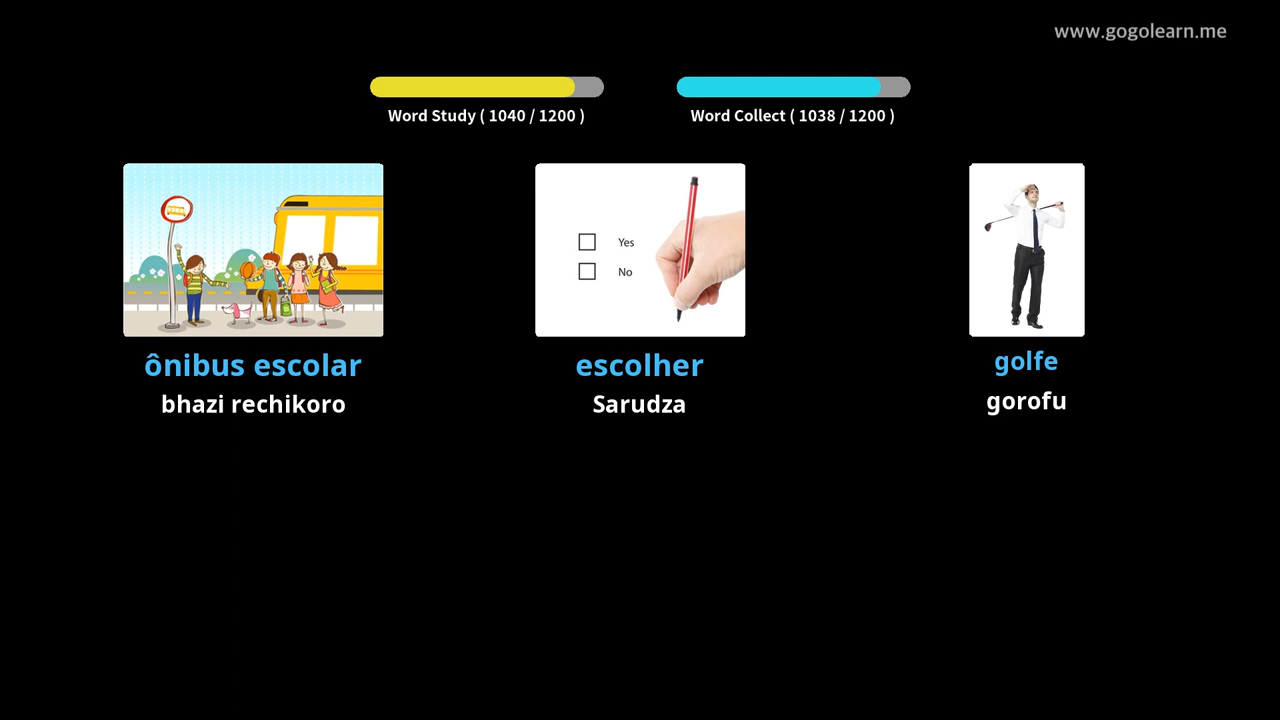 www.gogolearn.me
Word Study ( 1040 / 1200 )
Word Collect ( 1038 / 1200 )
Yes
No
ônibus escolar
escolher
golfe
bhazi rechikoro
Sarudza
gorofu